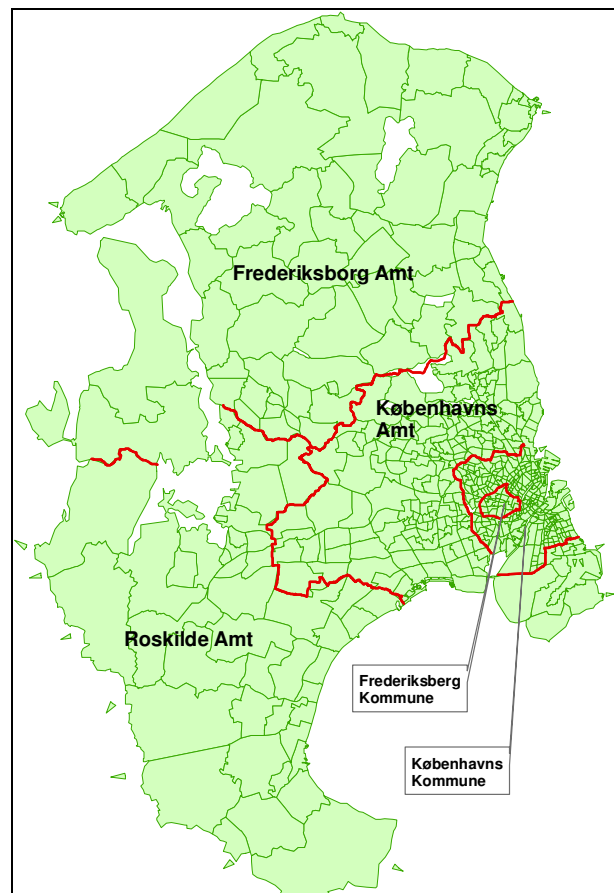 Frederiksborg Amt
Københavns
Amt
Roskilde Amt
Frederiksberg
Kommune
Københavns
Kommune